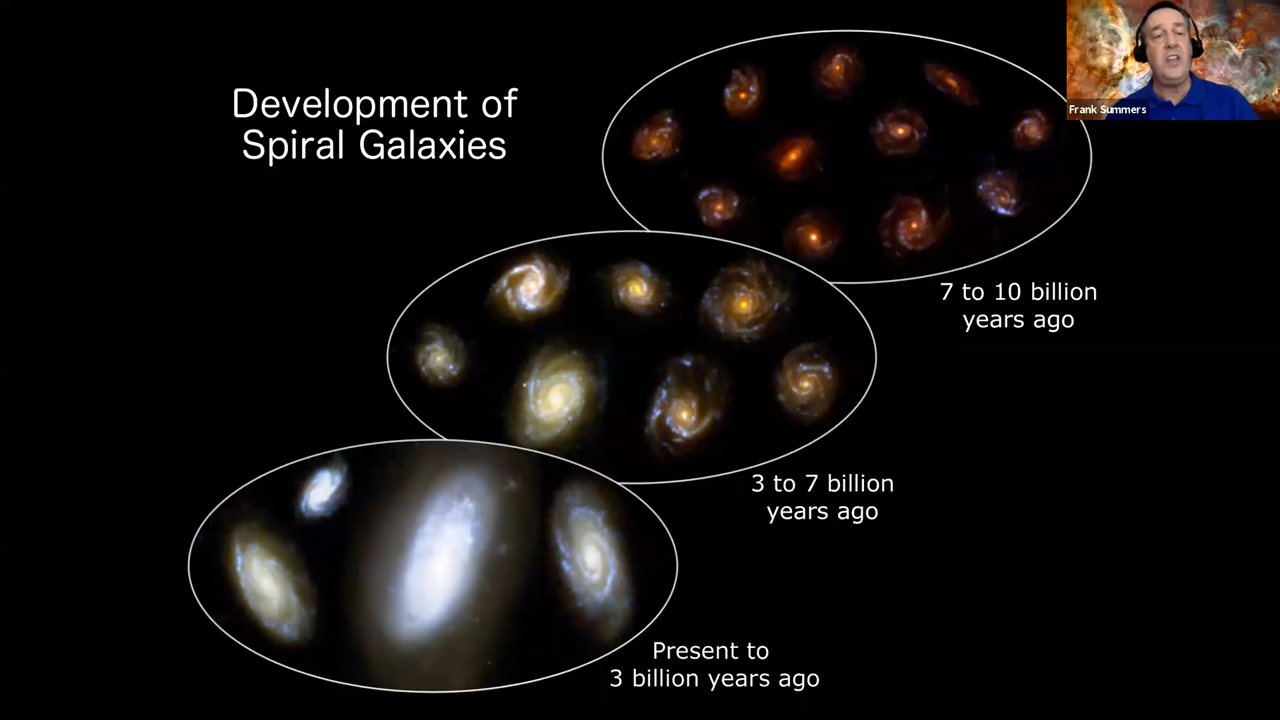 Development of
Spiral Galaxies
Frank Summers
7 to 10 billion
years ago
3 to 7 billion
years ago
Present to
3 billion years ago